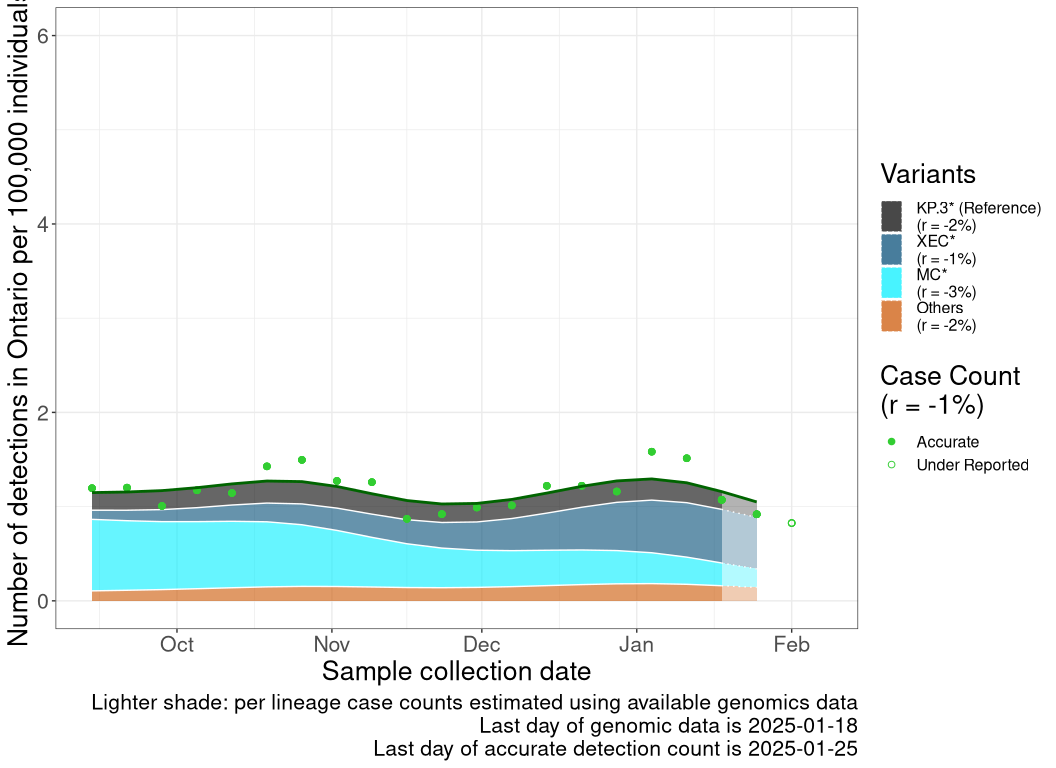 Number of detections in Ontario per 100,000 individuals
6
4
2
0
Oct
Nov
Dec
Jan
Feb
Sample collection date
Lighter shade: per lineage case counts estimated using available genomics data
Last day of genomic data is 2025-01-18
Last day of accurate detection count is 2025-01-25
Variants
KP.3* (Reference)
(r = -2%)
XEC*
(r = -1%)
MC*
(r = -3%)
Others
(r = -2%)
Case Count
(r = -1%)
Accurate
Under Reported